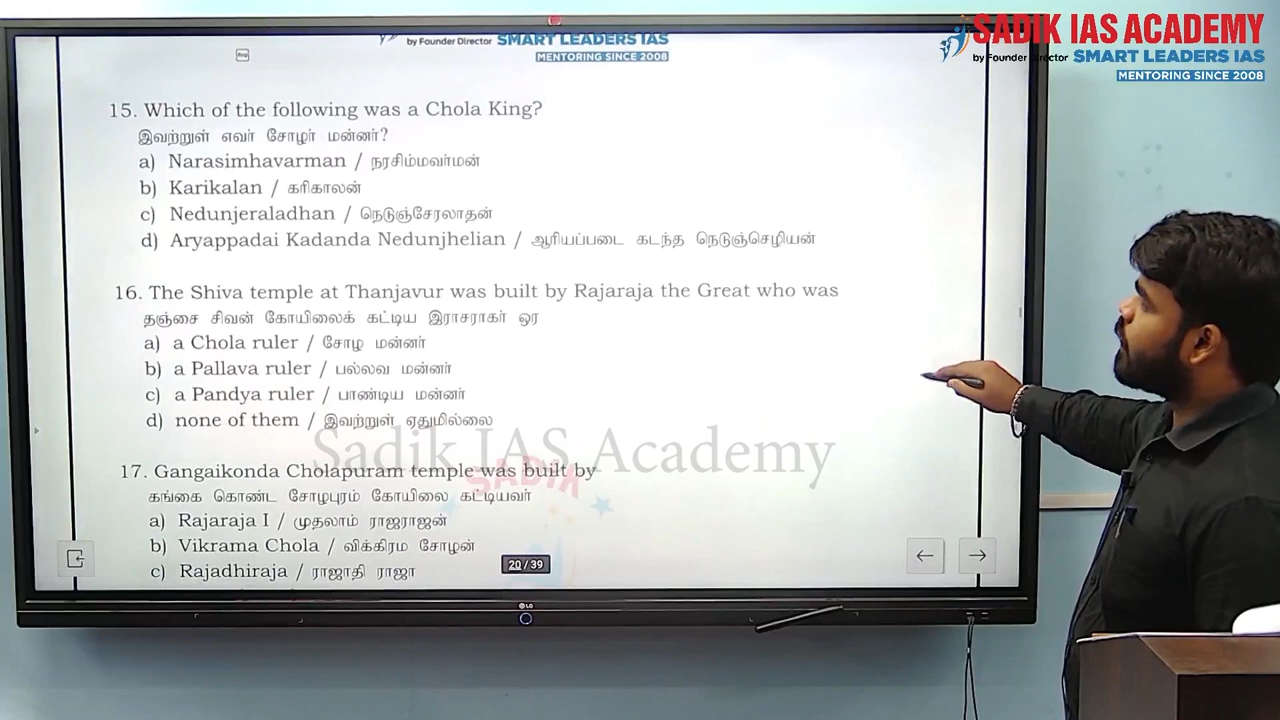 SADIK IAS ACADEMY
by Founder Director SMART LEADERS IAS
MENTORING SINCE 2008
by Founder Director SMART LEADERS IAS
MENTORING SINCE 2008
15. Which of the following was a Chola King?
இவற்றுள் எவர் சோழர் மன்னர்?
a) Narasimhavarman / நரசிம்மவர்மன்
b) Karikalan / கரிகாலன்
c) Nedunjeraladhan / நெடுஞ்சேரலாதன்
d) Aryappadai Kadanda Nedunjhelian / ஆரியப்படை கடந்த நெடுஞ்செழியன்
16. The Shiva temple at Thanjavur was built by Rajaraja the Great who was
தஞ்சை சிவன் கோயிலைக் கட்டிய இராசராகர் ஒர
a) a Chola ruler / சோழ மன்னர்
b) a Pallava ruler / பல்லவ மன்னர்
c) a Pandya ruler / பாண்டிய மன்னர்
d) none of them / இவற்றுள் ஏதுமில்லை
Sadik IAS Academy
SADIK
17. Gangaikonda Cholapuram temple was built by
கங்கை கொண்ட சோழபுரம் கோயிலை கட்டியவர்
a) Rajaraja I / முதலாம் ராஜராஜன்
b) Vikrama Chola / விக்கிரம சோழன்
c) Rajadhiraja / ராஜாதி ராஜா
20 / 39
LG